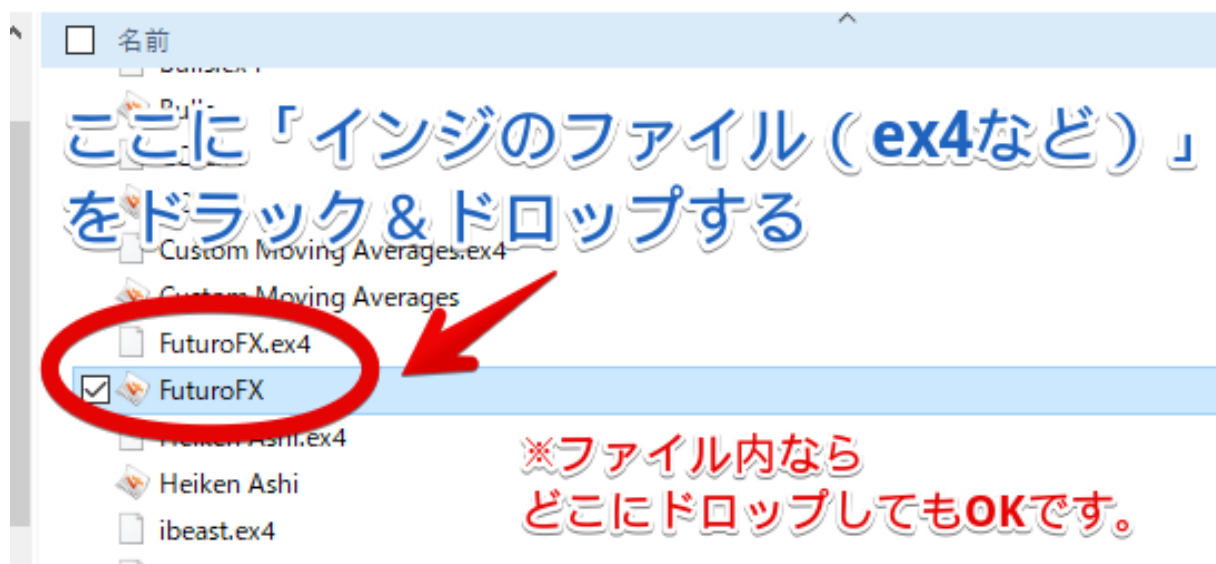 名前
ここに「インジのファイル（ex4など）」
をドラック＆ドロップする
Custom Moving Averages.ex4
Custom Moving Averages
FuturoFX.ex4
FuturoFX
Heiken Ashi.ex4
※ファイル内なら
Heiken Ashi
どこにドロップしてもOKです。
ibeast.ex4